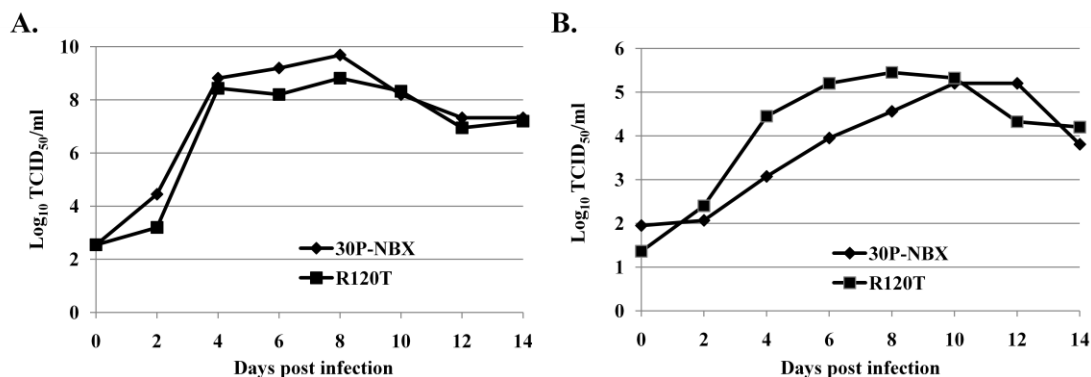 A.
10
8
6
4
2
0
Log10 TCID50/ml
30P-NBX
R120T
0 2 4 6 8 10 12 14
Days post infection
B.
6
5
4
3
2
1
0
Log10 TCID50/ml
30P-NBX
R120T
0 2 4 6 8 10 12 14
Days post infection